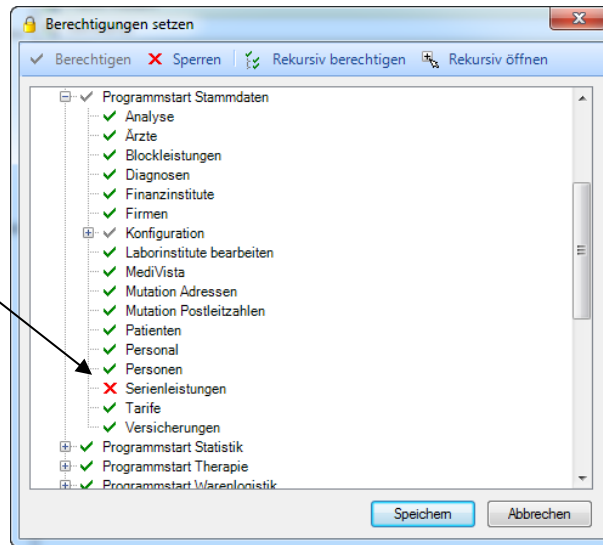 Berechtigungen setzen
Berechtigen Sperren Rekursiv berechtigen Rekursiv öffnen
Programmstart Stammdaten
Analyse
Ärzte
Blockleistungen
Diagnosen
Finanzinstitute
Firmen
Konfiguration
Laborinstitute bearbeiten
MediVista
Mutation Adressen
Mutation Postleitzahlen
Patienten
Personal
Personen
Serienleistungen
Tarife
Versicherungen
Programmstart Statistik
Programmstart Therapie
Programmstart Warenlogistik
Speichern Abbrechen